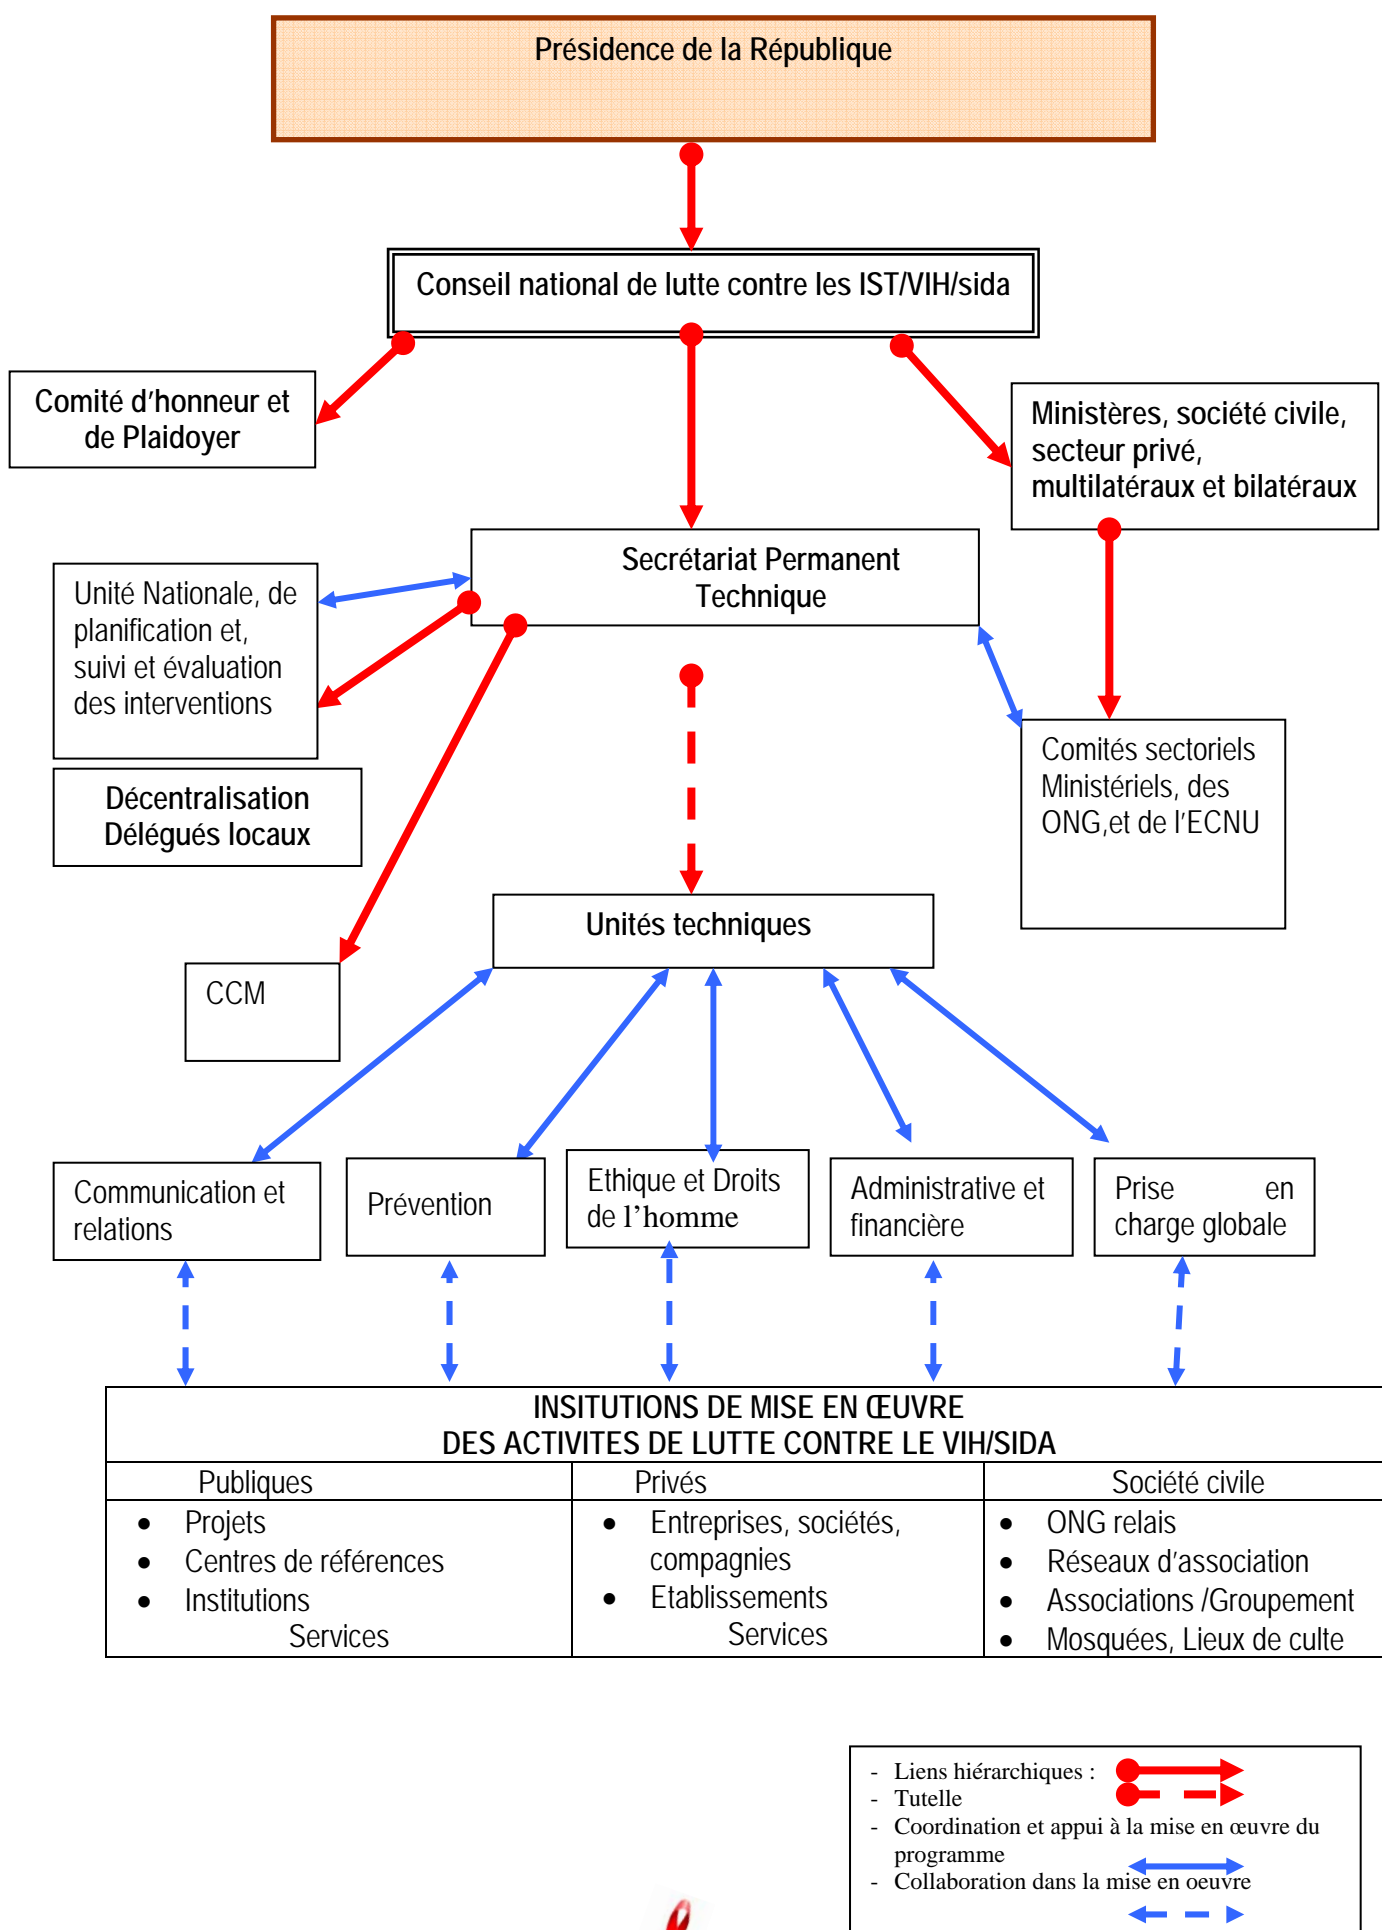 Présidence de la République
Conseil national de lutte contre les IST/VIH/sida
Comité d'honneur et
de Plaidoyer
Ministères, société civile,
secteur privé,
multilatéraux et bilatéraux
Secrétariat Permanent
Technique
Unité Nationale, de
planification et,
suivi et évaluation
des interventions
Décentralisation
Délégués locaux
Comités sectoriels
Ministériels, des
ONG,et de l'ECNU
Unités techniques
CCM
Communication et
relations
Prévention
Ethique et Droits
de l'homme
Administrative et
financière
Prise en
charge globale
INSITUTIONS DE MISE EN ŒUVRE
DES ACTIVITES DE LUTTE CONTRE LE VIH/SIDA
Publiques
Privés
Société civile
• Projets
• Centres de références
• Institutions
Services
• Entreprises, sociétés,
compagnies
• Etablissements
Services
• ONG relais
• Réseaux d'association
• Associations /Groupement
• Mosquées, Lieux de culte
- Liens hiérarchiques :
- Tutelle
- Coordination et appui à la mise en œuvre du
programme
- Collaboration dans la mise en oeuvre